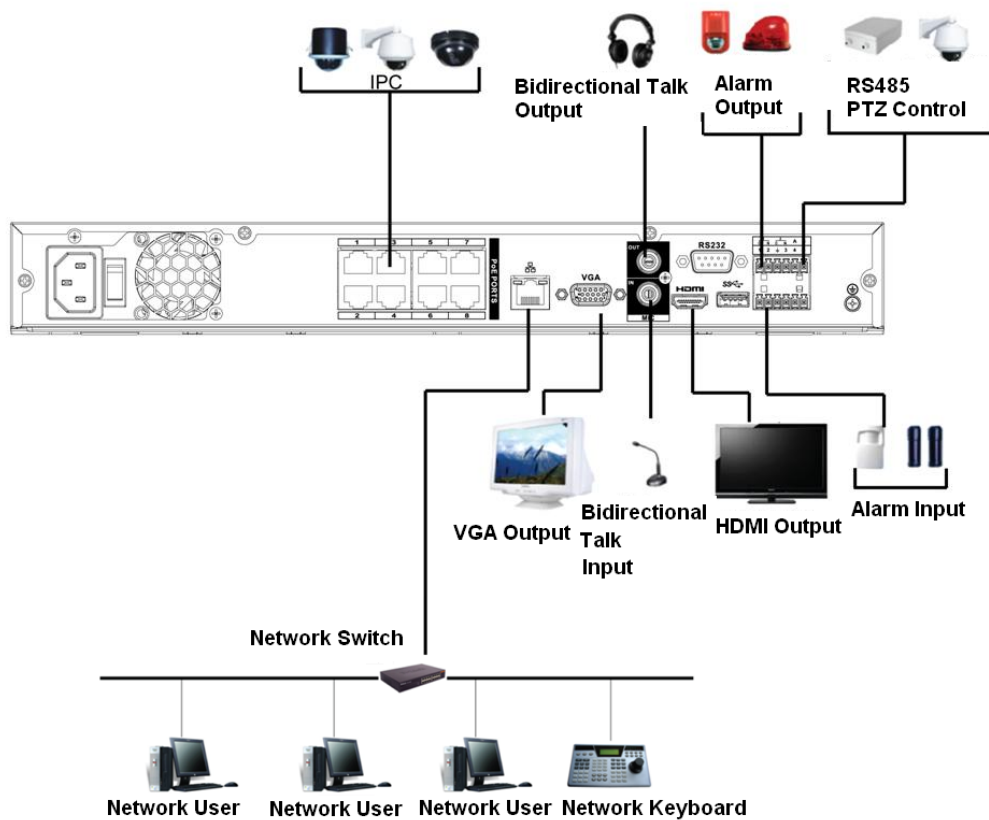 IPC
Bidirectional Talk
Output
Alarm
Output
RS485
PTZ Control
1 3 5 7
PoE PORTS
2 4 6 8
VGA
OUT
IN
MIC
RS232
HDMI
SS
VGA Output
Bidirectional
Talk
Input
HDMI Output
Alarm Input
Network Switch
Network User
Network User
Network User
Network Keyboard